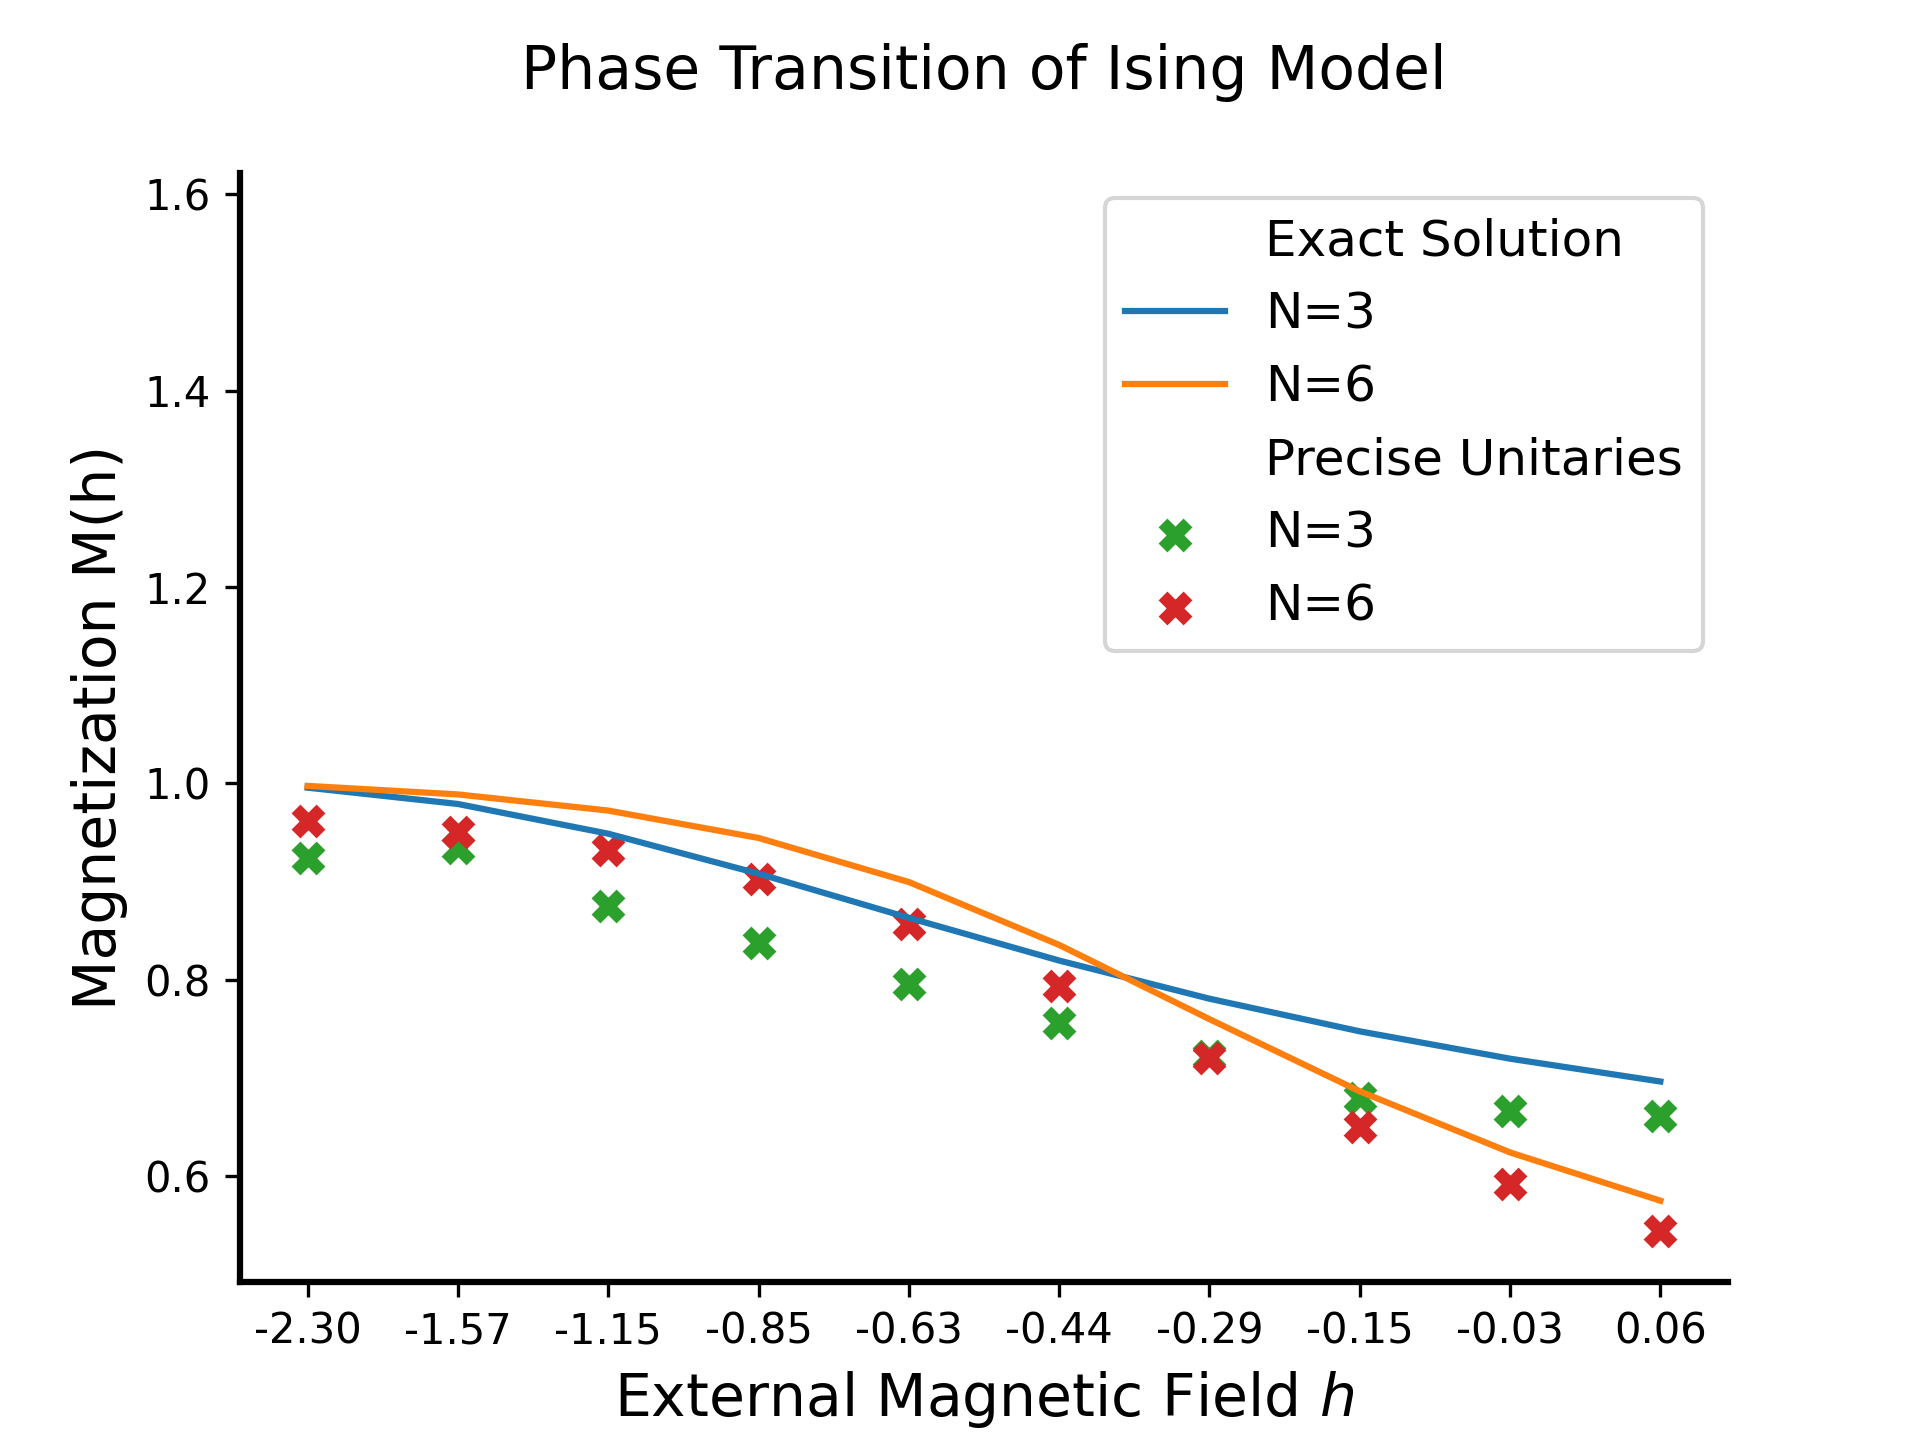 Phase Transition of Ising Model
Magnetization M(h)
1.6
1.4
1.2
1.0
0.8
0.6
Exact Solution
N=3
N=6
Precise Unitaries
N=3
N=6
-2.30 -1.57 -1.15 -0.85 -0.63 -0.44 -0.29 -0.15 -0.03 0.06
External Magnetic Field h